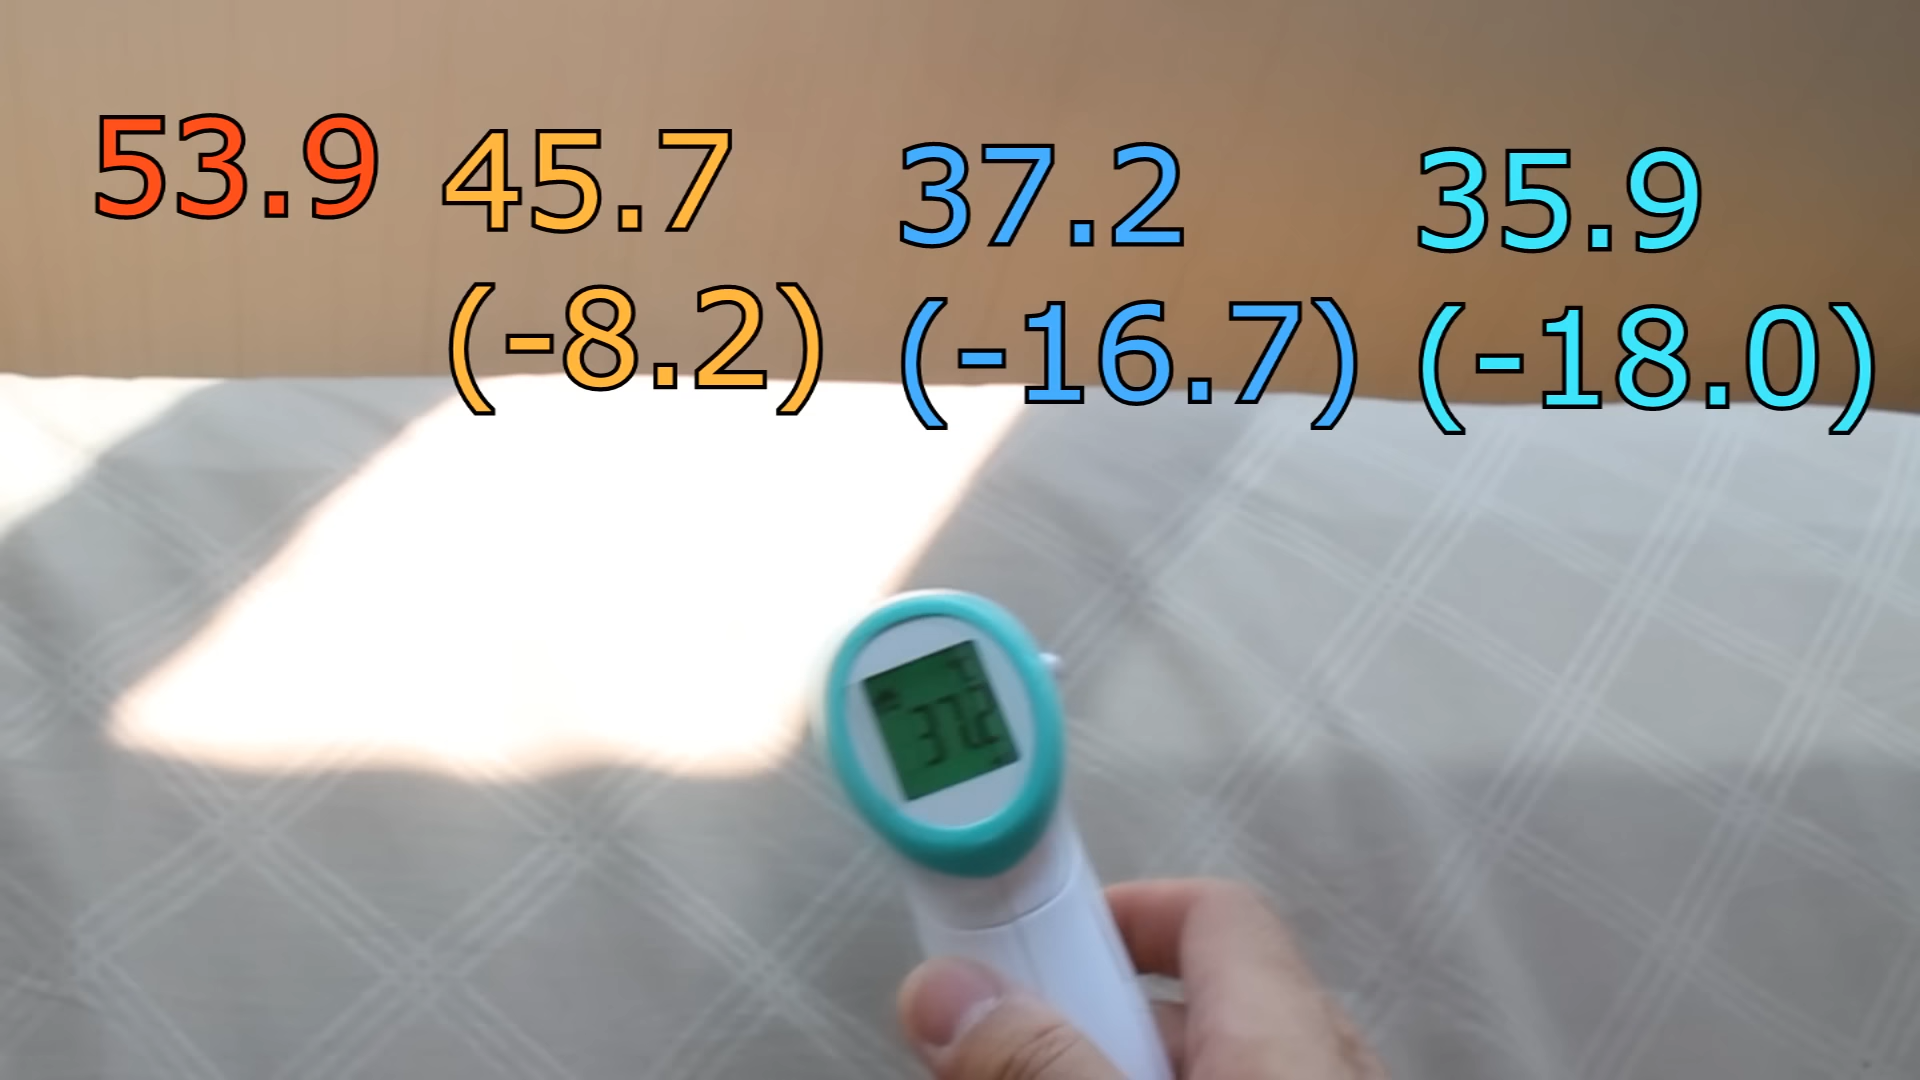 53.9 45.7 37.2 35.9
(-8.2) (-16.7) (-18.0)
°C
37.2